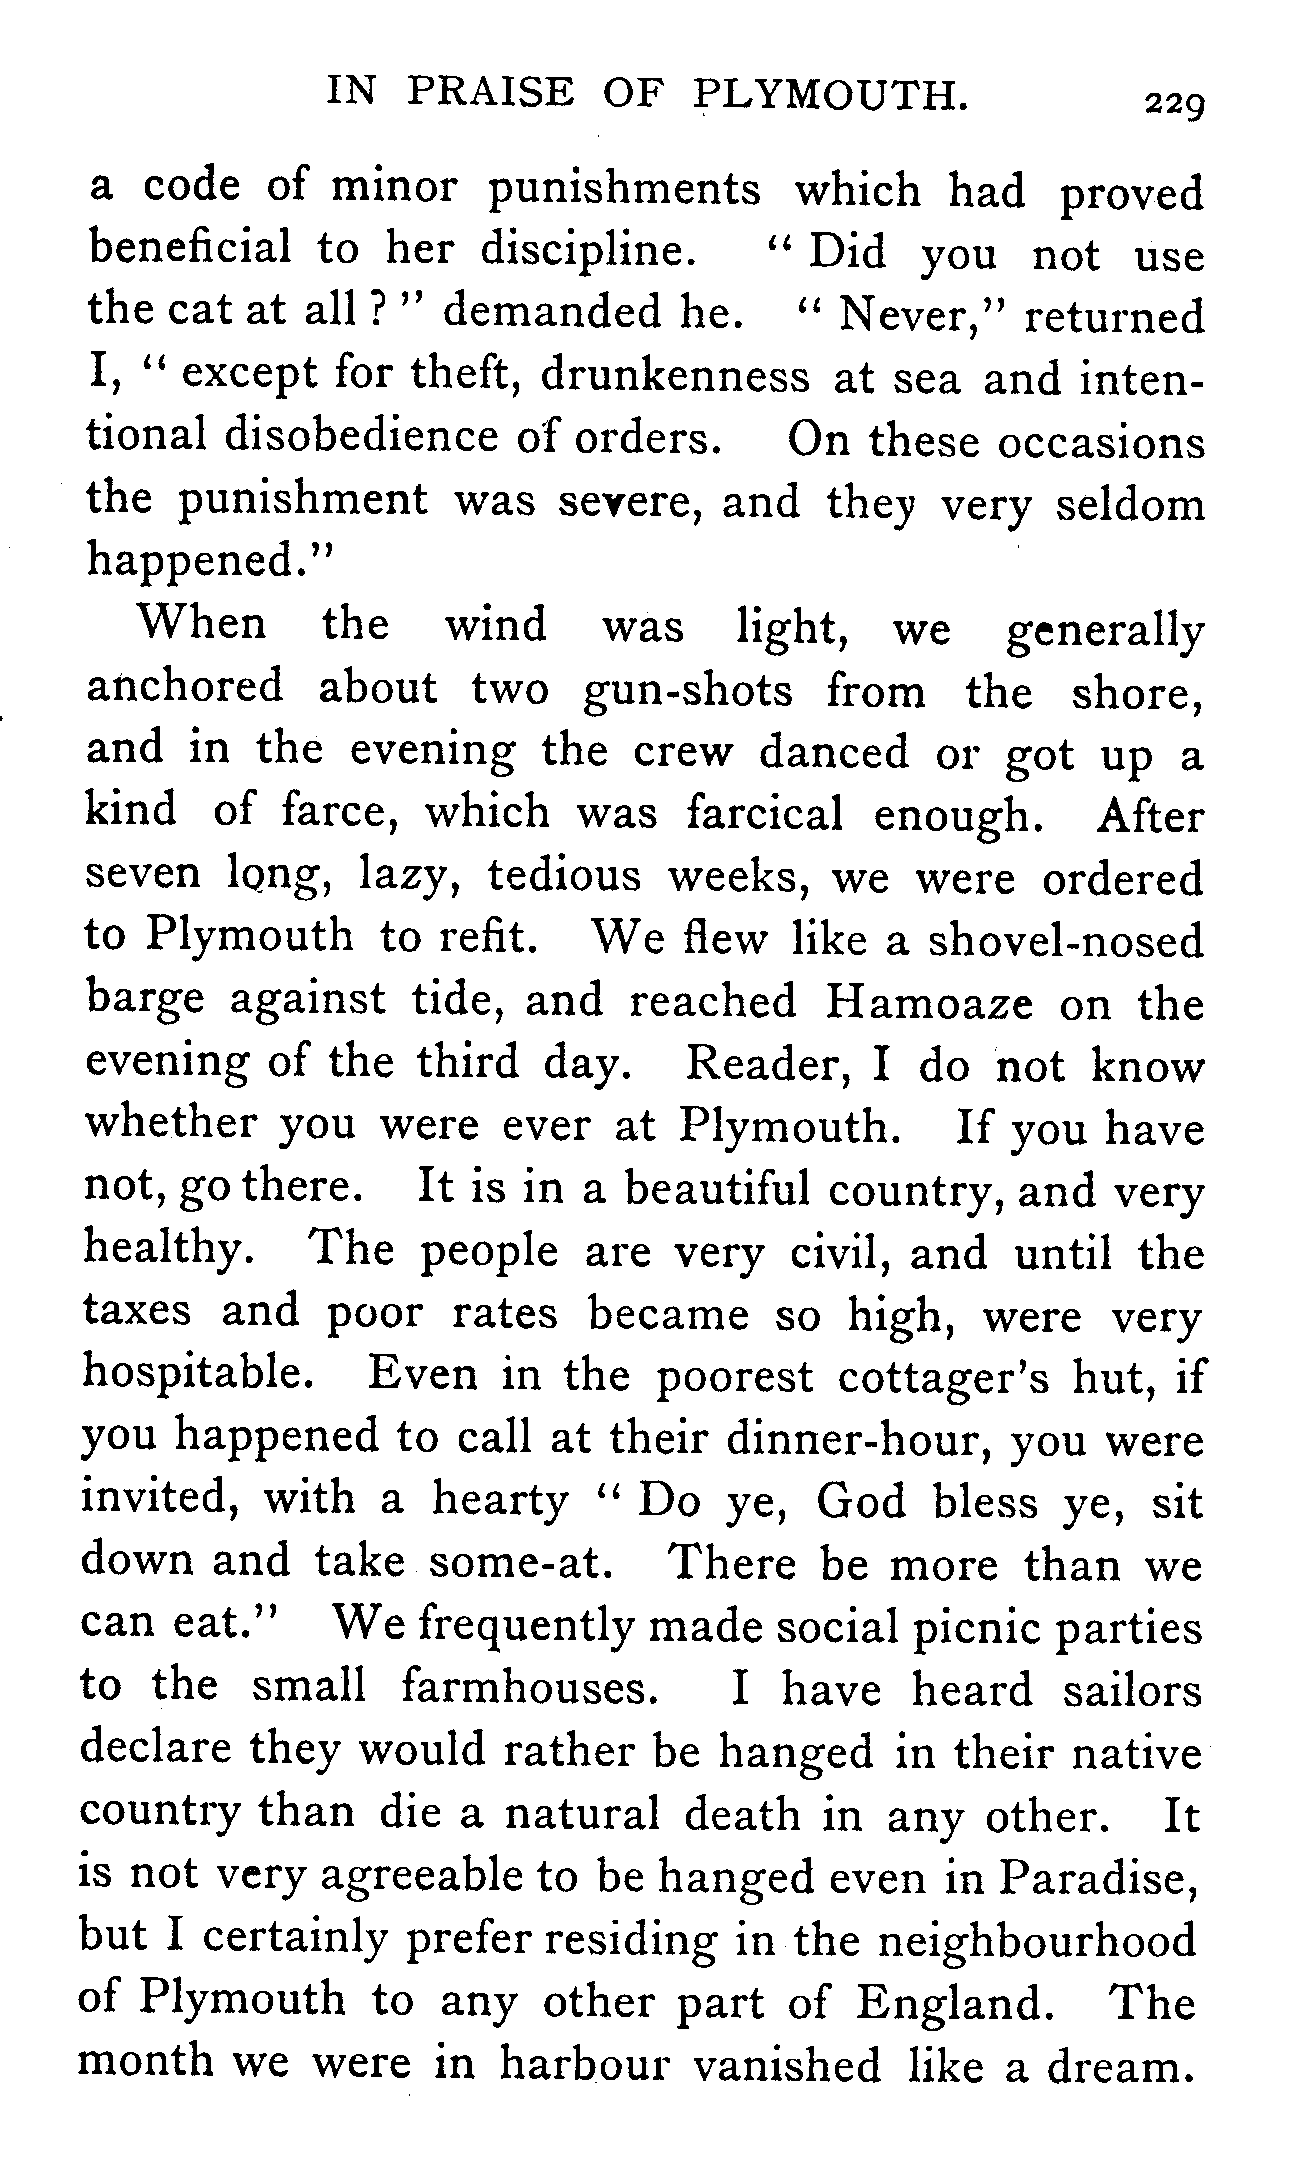 IN PRAISE OF PLYMOUTH. 229
a code of minor punishments which had proved
beneficial to her discipline. " Did you not use
the cat at all ? " demanded he. " Never," returned
I, " except for theft, drunkenness at sea and inten-
tional disobedience of orders. On these occasions
the punishment was severe, and they very seldom
happened."
When the wind was light, we generally
anchored about two gun-shots from the shore,
and in the evening the crew danced or got up a
kind of farce, which was farcical enough. After
seven long, lazy, tedious weeks, we were ordered
to Plymouth to refit. We flew like a shovel-nosed
barge against tide, and reached Hamoaze on the
evening of the third day. Reader, I do not know
whether you were ever at Plymouth. If you have
not, go there. It is in a beautiful country, and very
healthy. The people are very civil, and until the
taxes and poor rates became so high, were very
hospitable. Even in the poorest cottager's hut, if
you happened to call at their dinner-hour, you were
invited, with a hearty " Do ye, God bless ye, sit
down and take some-at. There be more than we
can eat." We frequently made social picnic parties
to the small farmhouses. I have heard sailors
declare they would rather be hanged in their native
country than die a natural death in any other. It
is not very agreeable to be hanged even in Paradise,
but I certainly prefer residing in the neighbourhood
of Plymouth to any other part of England. The
month we were in harbour vanished like a dream.